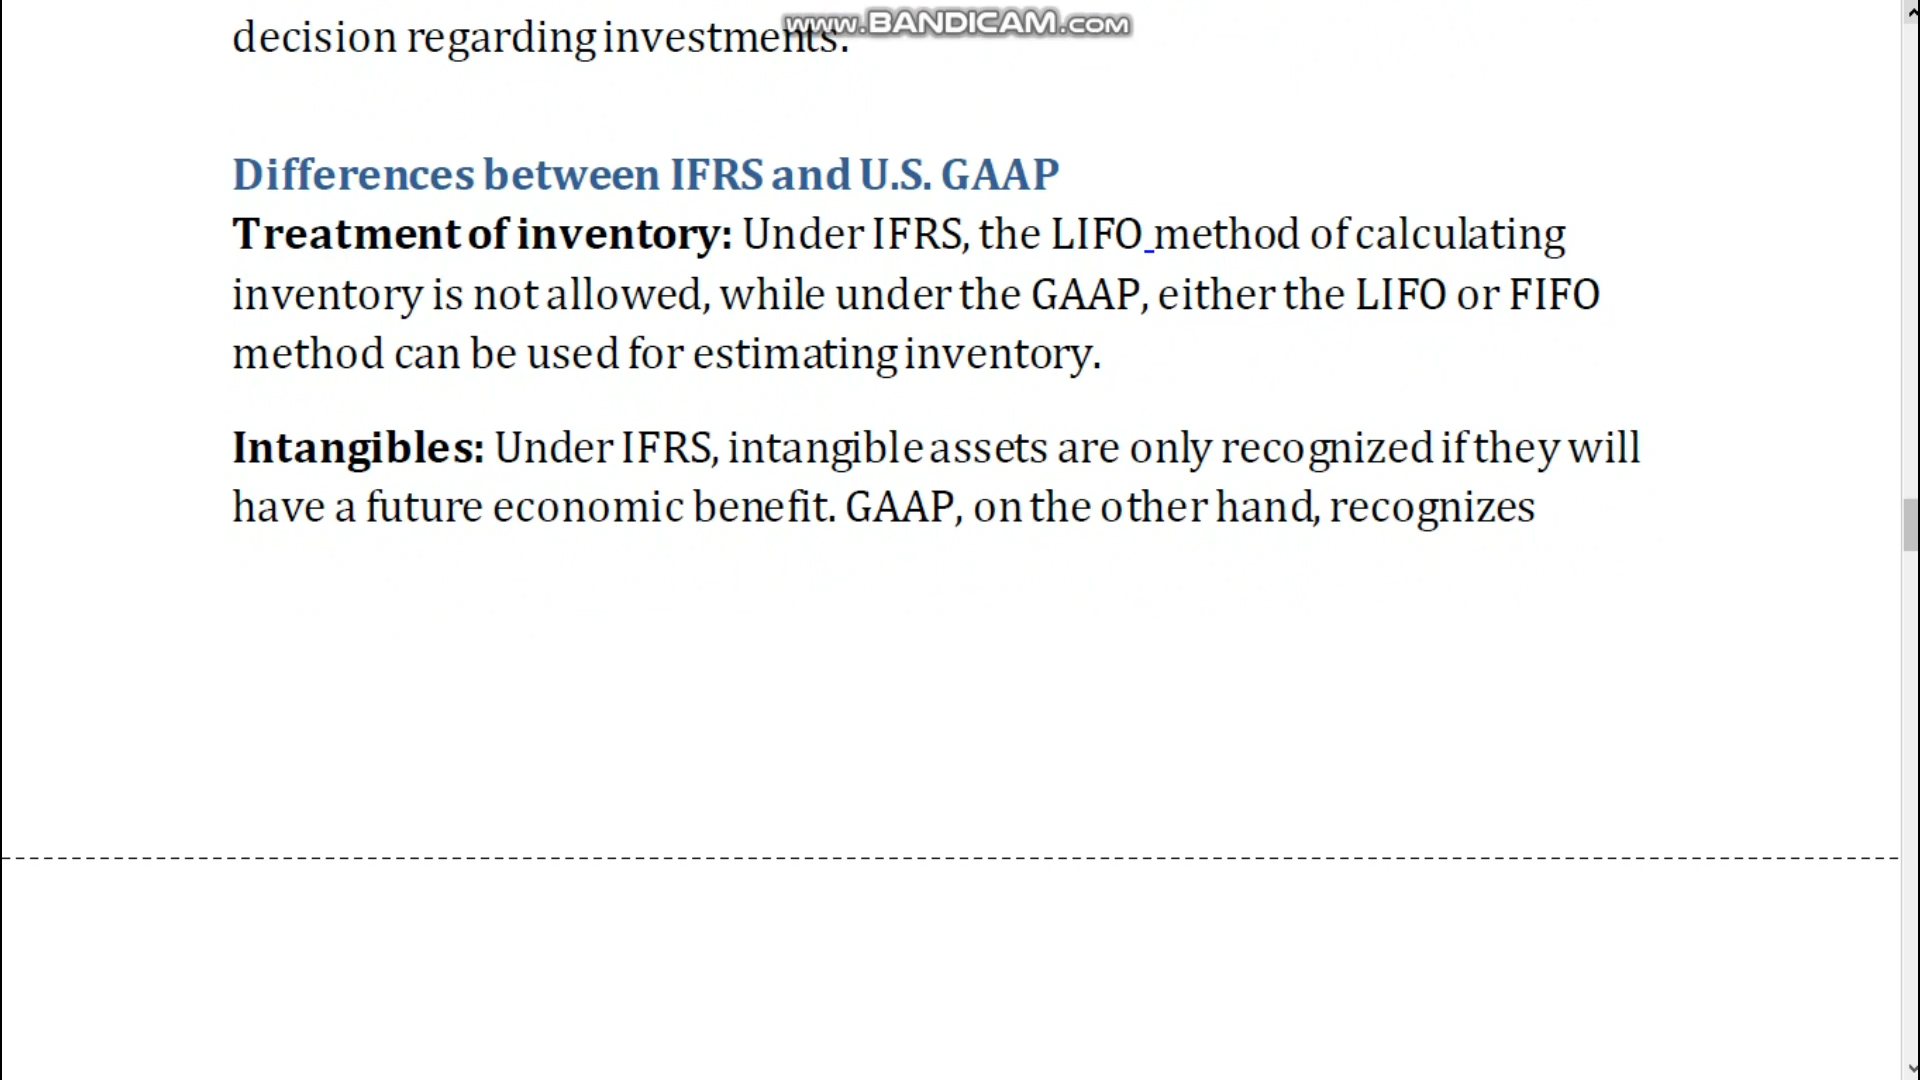 www.BANDICAM.com
decision regarding investments.
Differences between IFRS and U.S. GAAP
Treatment of inventory: Under IFRS, the LIFO method of calculating
inventory is not allowed, while under the GAAP, either the LIFO or FIFO
method can be used for estimating inventory.
Intangibles: Under IFRS, intangible assets are only recognized if they will
have a future economic benefit. GAAP, on the other hand, recognizes